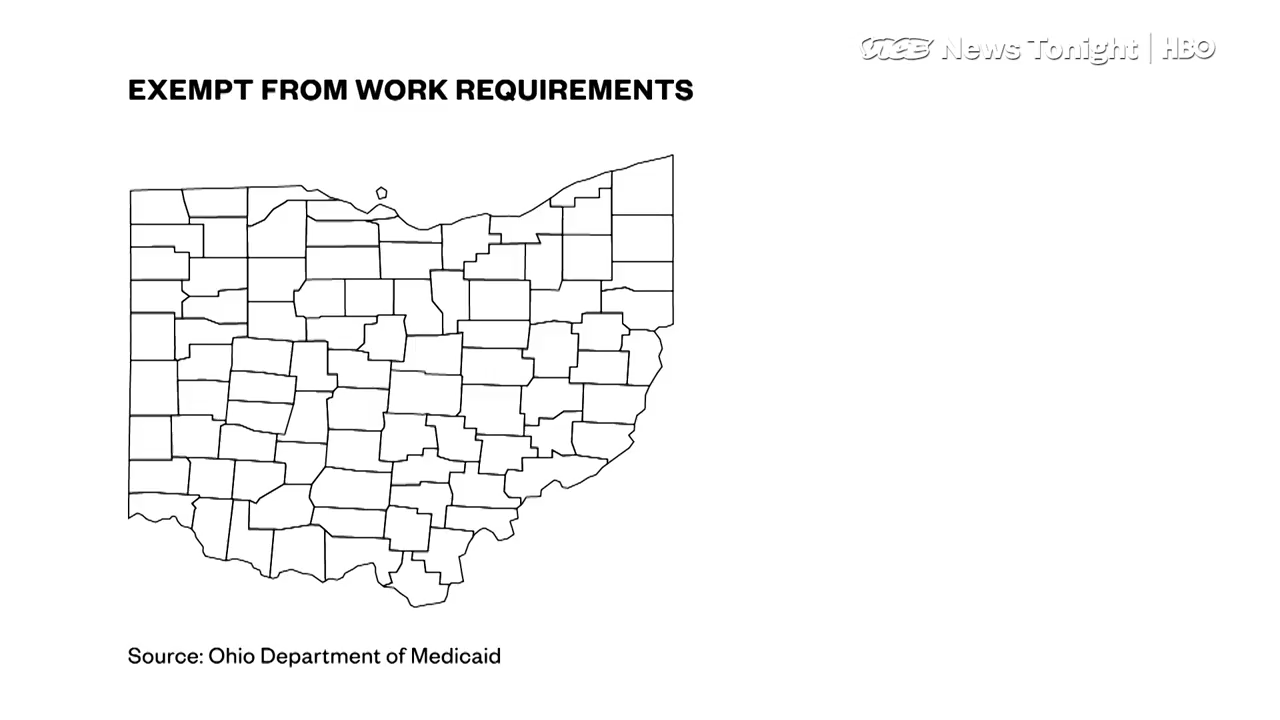 VICE News Tonight | HBO
EXEMPT FROM WORK REQUIREMENTS
Source: Ohio Department of Medicaid